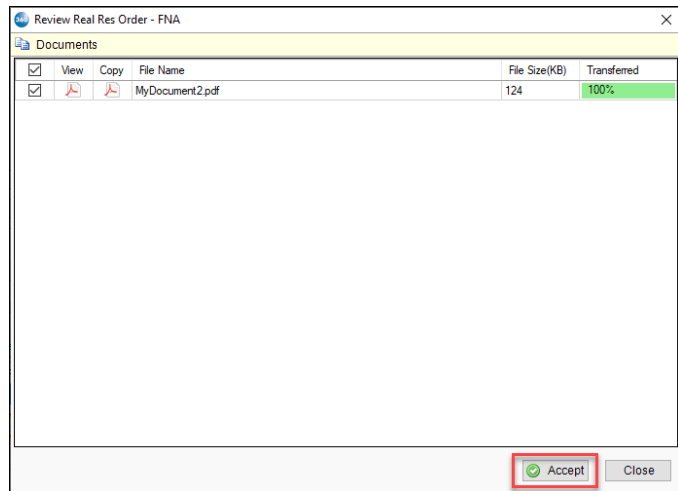 360 Review Real Res Order - FNA
Documents
View Copy File Name File Size(KB) Transferred
MyDocument2.pdf 124 100%
Accept Close